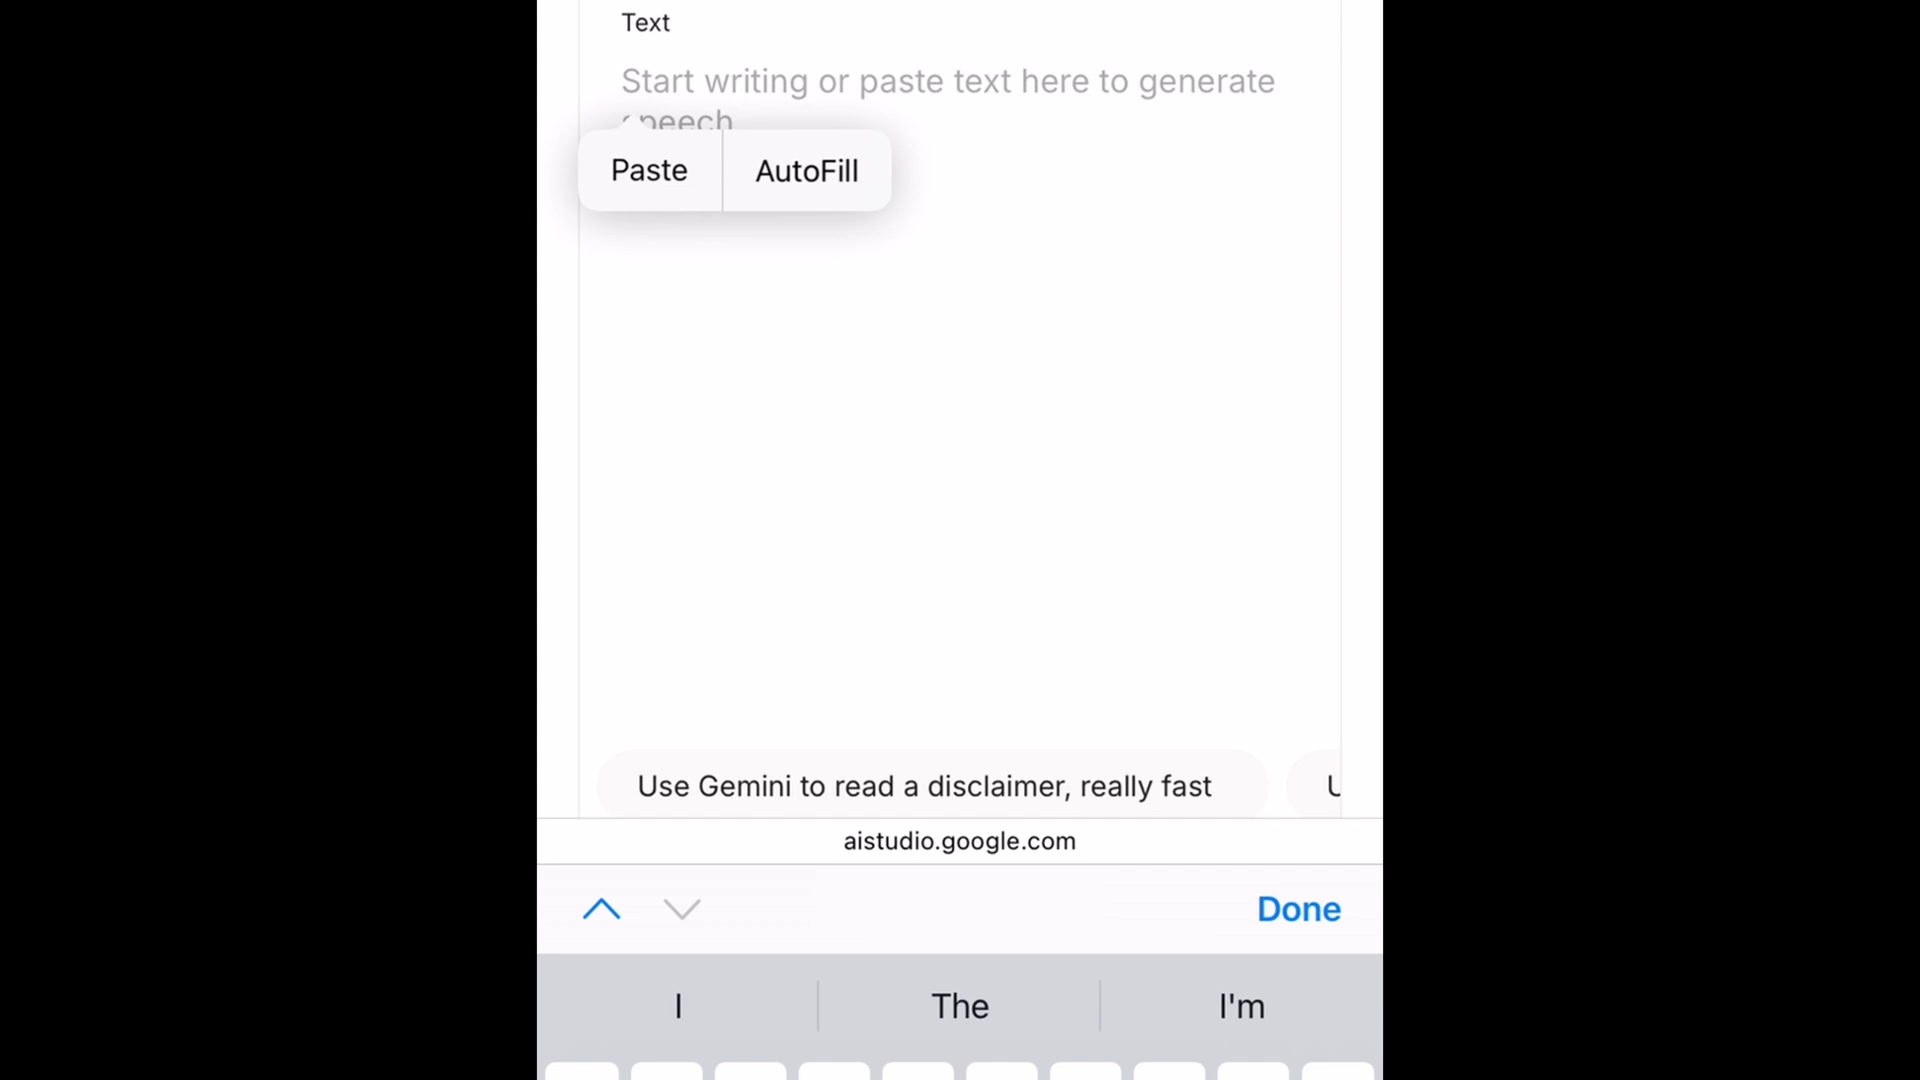 Text
Start writing or paste text here to generate
speech
Paste
AutoFill
Use Gemini to read a disclaimer, really fast
aistudio.google.com
Done
I
The
I'm